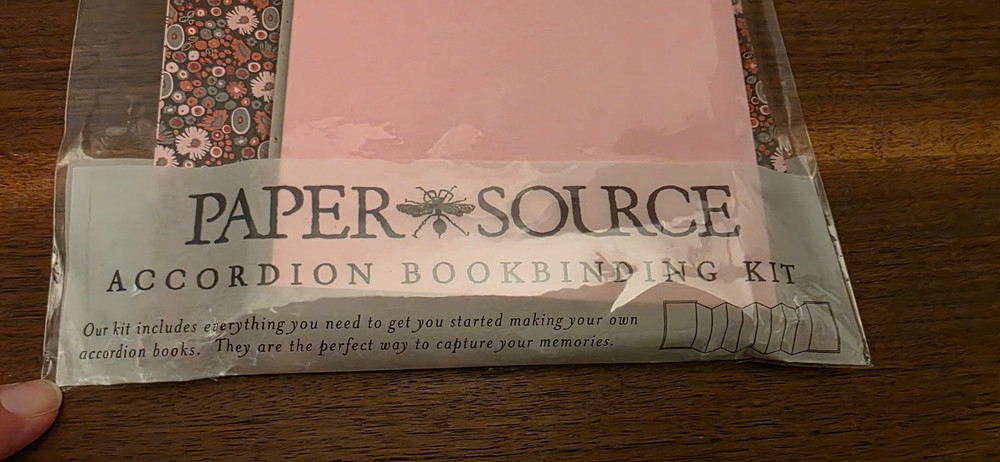 PAPER SOURCE
ACCORDION BOOKBINDING KIT
Our kit includes everything you need to get you started making your own
accordion books. They are the perfect way to capture your memories.